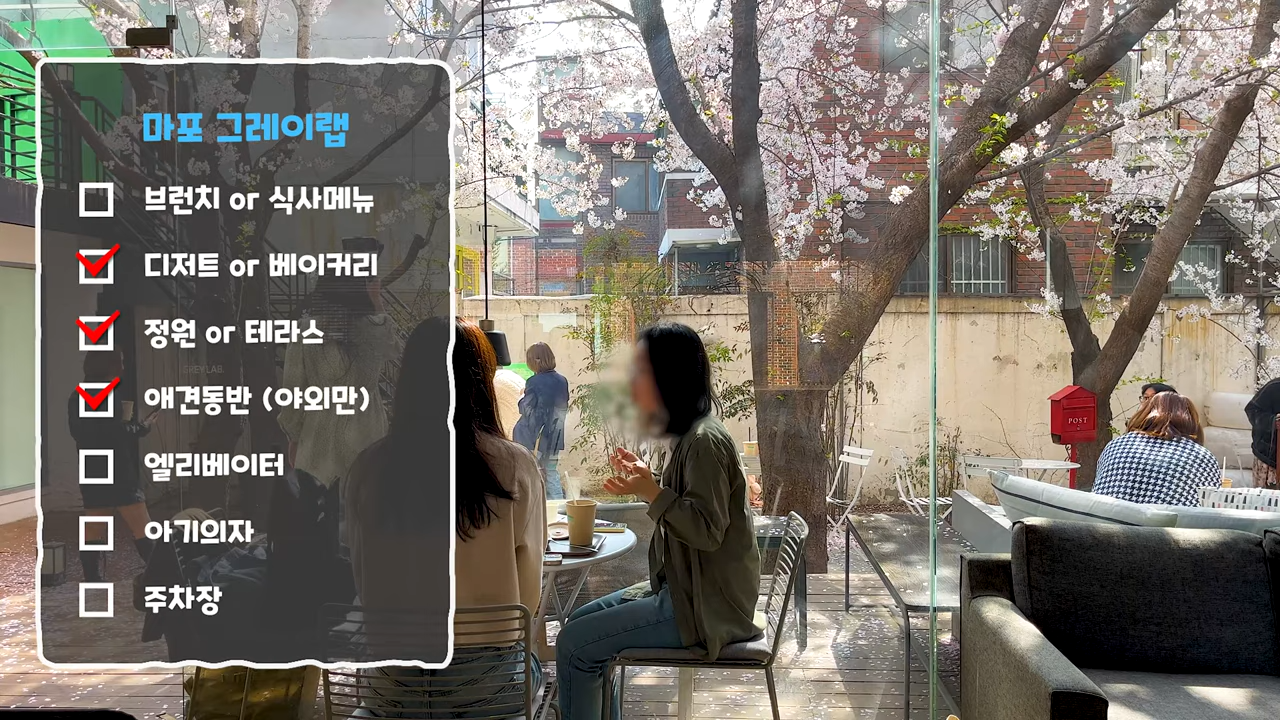 마포 그레이랩
브런치 or 식사메뉴
디저트 or 베이커리
정원 or 테라스
애견동반 (야외만)
엘리베이터
아기의자
주차장
GREY LAB.
POST